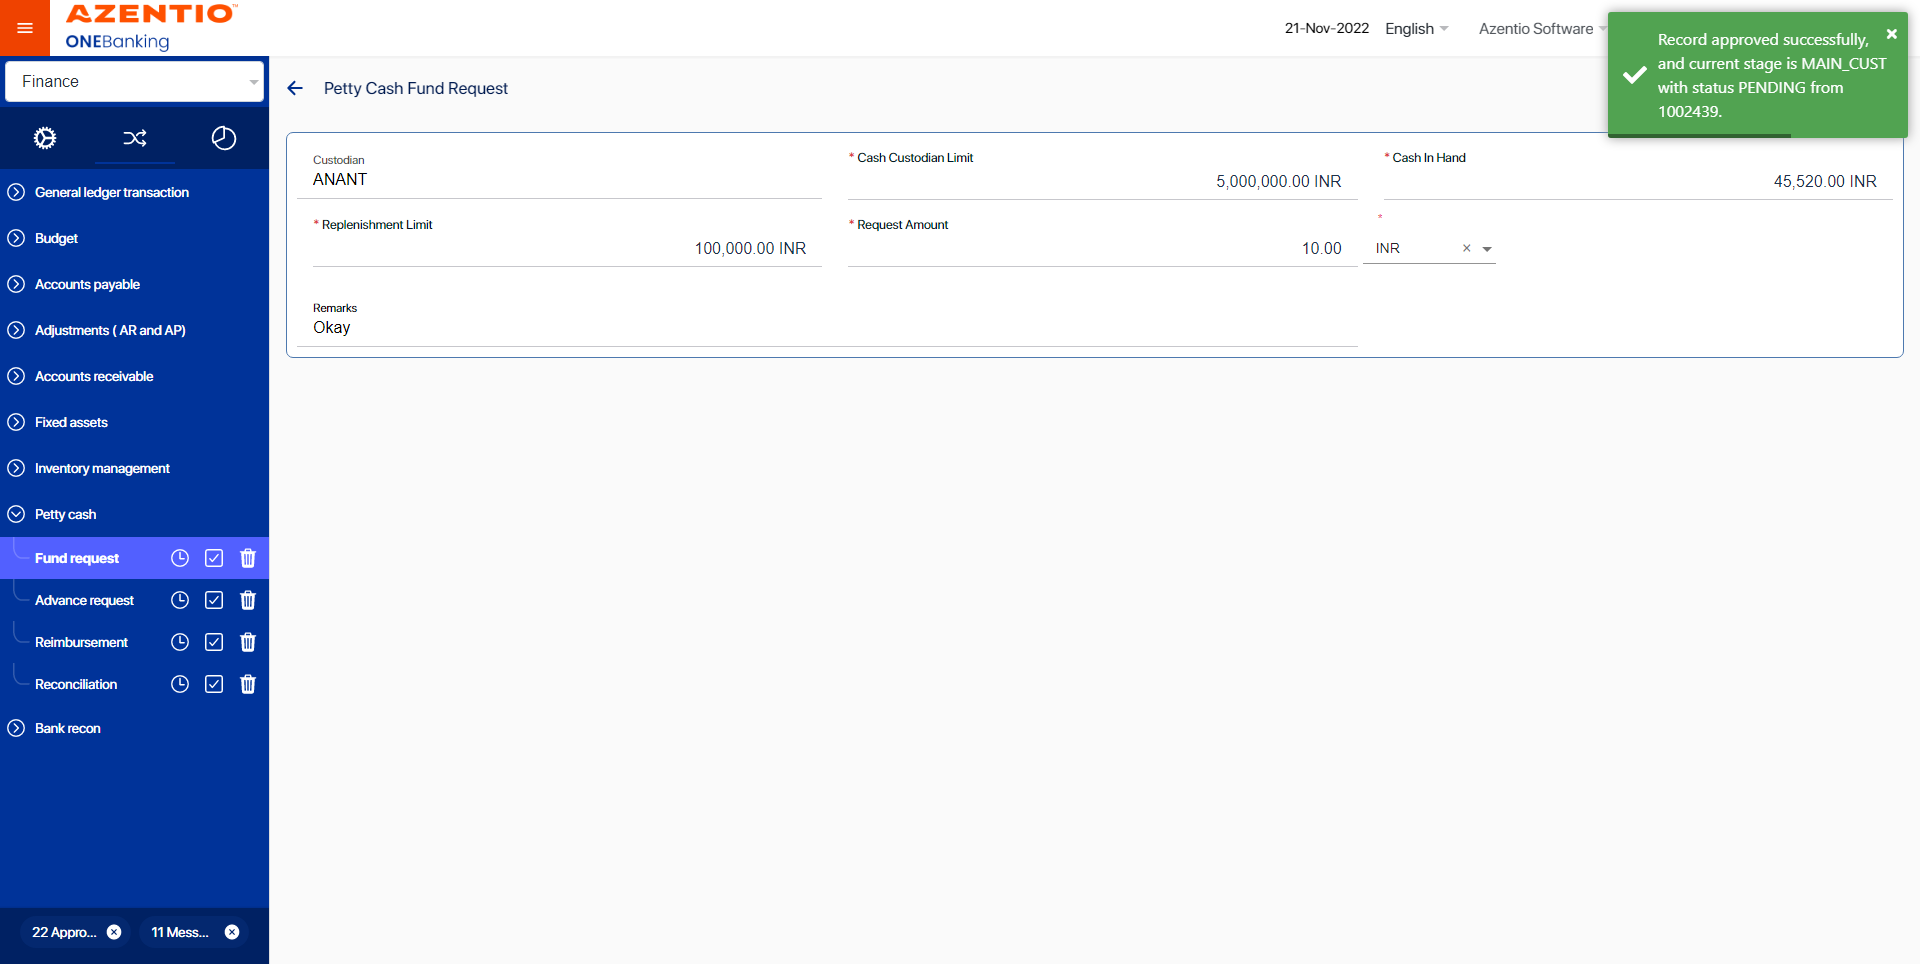 AZENTIO™
ONEBanking
21-Nov-2022
English
Azentio Software
Record approved successfully,
and current stage is MAIN_CUST
with status PENDING from
1002439.
Finance
Petty Cash Fund Request
General ledger transaction
Budget
Accounts payable
Adjustments ( AR and AP)
Accounts receivable
Fixed assets
Inventory management
Petty cash
Fund request
Advance request
Reimbursement
Reconciliation
Bank recon
22 Appro...
11 Mess...
Custodian
ANANT
* Cash Custodian Limit
5,000,000.00 INR
* Cash In Hand
45,520.00 INR
* Replenishment Limit
100,000.00 INR
* Request Amount
10.00
*
INR
Remarks
Okay